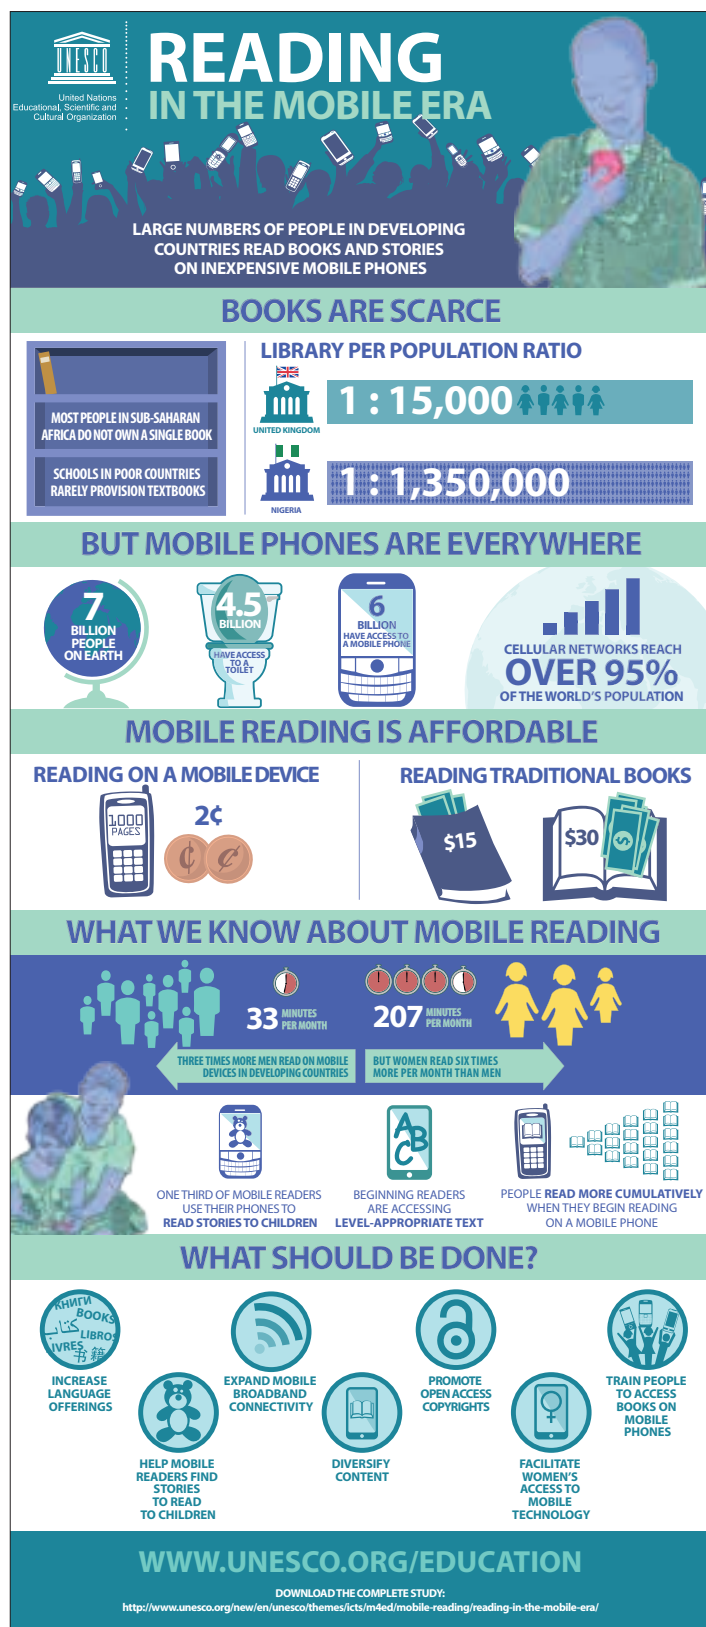 UNESCO
United Nations
Educational, Scientific and
Cultural Organization
READING
IN THE MOBILE ERA
LARGE NUMBERS OF PEOPLE IN DEVELOPING
COUNTRIES READ BOOKS AND STORIES
ON INEXPENSIVE MOBILE PHONES
BOOKS ARE SCARCE
MOST PEOPLE IN SUB-SAHARAN
AFRICA DO NOT OWN A SINGLE BOOK
SCHOOLS IN POOR COUNTRIES
RARELY PROVISION TEXTBOOKS
LIBRARY PER POPULATION RATIO
UNITED KINGDOM
1 : 15,000
NIGERIA
1 : 1,350,000
BUT MOBILE PHONES ARE EVERYWHERE
7
BILLION
PEOPLE
ON EARTH
4.5
BILLION
HAVE ACCESS
TO A
TOILET
6
BILLION
HAVE ACCESS TO
A MOBILE PHONE
CELLULAR NETWORKS REACH
OVER 95%
OF THE WORLD'S POPULATION
MOBILE READING IS AFFORDABLE
READING ON A MOBILE DEVICE
1000
PAGES
2¢
¢ ¢
READING TRADITIONAL BOOKS
$15
$30
$
WHAT WE KNOW ABOUT MOBILE READING
33 MINUTES
PER MONTH
207 MINUTES
PER MONTH
THREE TIMES MORE MEN READ ON MOBILE
DEVICES IN DEVELOPING COUNTRIES
BUT WOMEN READ SIX TIMES
MORE PER MONTH THAN MEN
ONE THIRD OF MOBILE READERS
USE THEIR PHONES TO
READ STORIES TO CHILDREN
ABC
BEGINNING READERS
ARE ACCESSING
LEVEL-APPROPRIATE TEXT
PEOPLE READ MORE CUMULATIVELY
WHEN THEY BEGIN READING
ON A MOBILE PHONE
WHAT SHOULD BE DONE?
КНИГИ
BOOKS
كتاب
LIBROS
IVRES
书籍
INCREASE
LANGUAGE
OFFERINGS
HELP MOBILE
READERS FIND
STORIES
TO READ
TO CHILDREN
EXPAND MOBILE
BROADBAND
CONNECTIVITY
DIVERSIFY
CONTENT
PROMOTE
OPEN ACCESS
COPYRIGHTS
FACILITATE
WOMEN'S
ACCESS TO
MOBILE
TECHNOLOGY
TRAIN PEOPLE
TO ACCESS
BOOKS ON
MOBILE
PHONES
WWW.UNESCO.ORG/EDUCATION
DOWNLOAD THE COMPLETE STUDY:
http://www.unesco.org/new/en/unesco/themes/icts/m4ed/mobile-reading/reading-in-the-mobile-era/